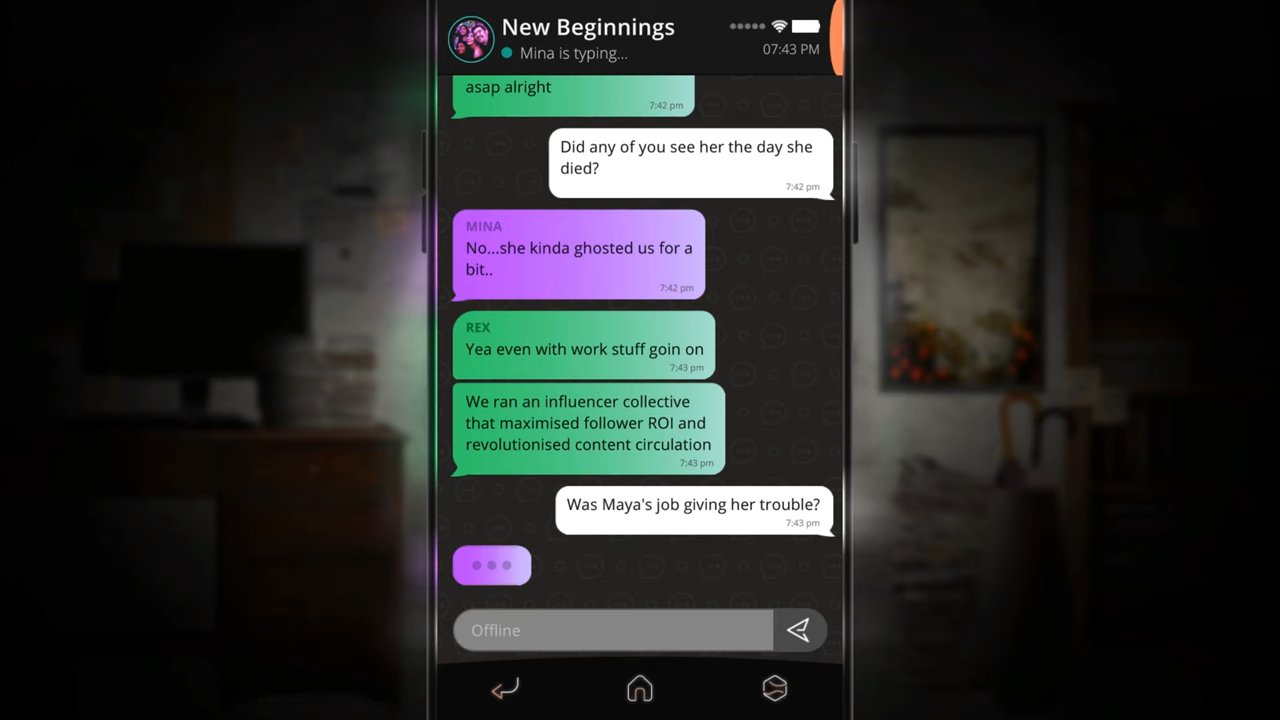 New Beginnings
Mina is typing...
07:43 PM
asap alright
7:42 pm
Did any of you see her the day she
died?
7:42 pm
MINA
No...she kinda ghosted us for a
bit..
7:42 pm
REX
Yea even with work stuff goin on
7:43 pm
We ran an influencer collective
that maximised follower ROI and
revolutionised content circulation
7:43 pm
Was Maya's job giving her trouble?
7:43 pm
Offline